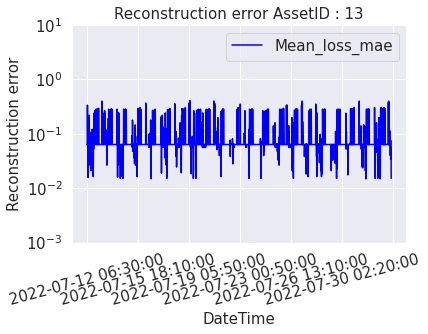 Reconstruction error AssetID : 13
10¹
10⁰
10⁻¹
10⁻²
10⁻³
Reconstruction error
Mean_loss_mae
2022-07-12 06:30:00
2022-07-15 18:10:00
2022-07-19 05:50:00
2022-07-23 00:50:00
2022-07-26 13:10:00
2022-07-30 02:20:00
DateTime